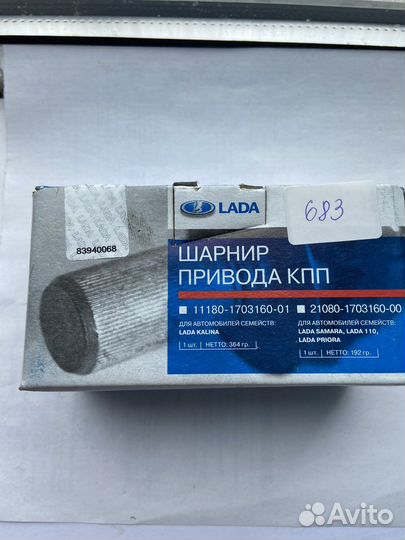 LADA
683
83940068
ШАРНИР
ПРИВОДА КПП
11180-1703160-01
ДЛЯ АВТОМОБИЛЕЙ СЕМЕЙСТВ:
LADA KALINA
1 шт. НЕТТО: 364 гр.
21080-1703160-00
ДЛЯ АВТОМОБИЛЕЙ СЕМЕЙСТВ:
LADA SAMARA, LADA 110,
LADA PRIORA
1 шт. НЕТТО: 192 гр.
Avito